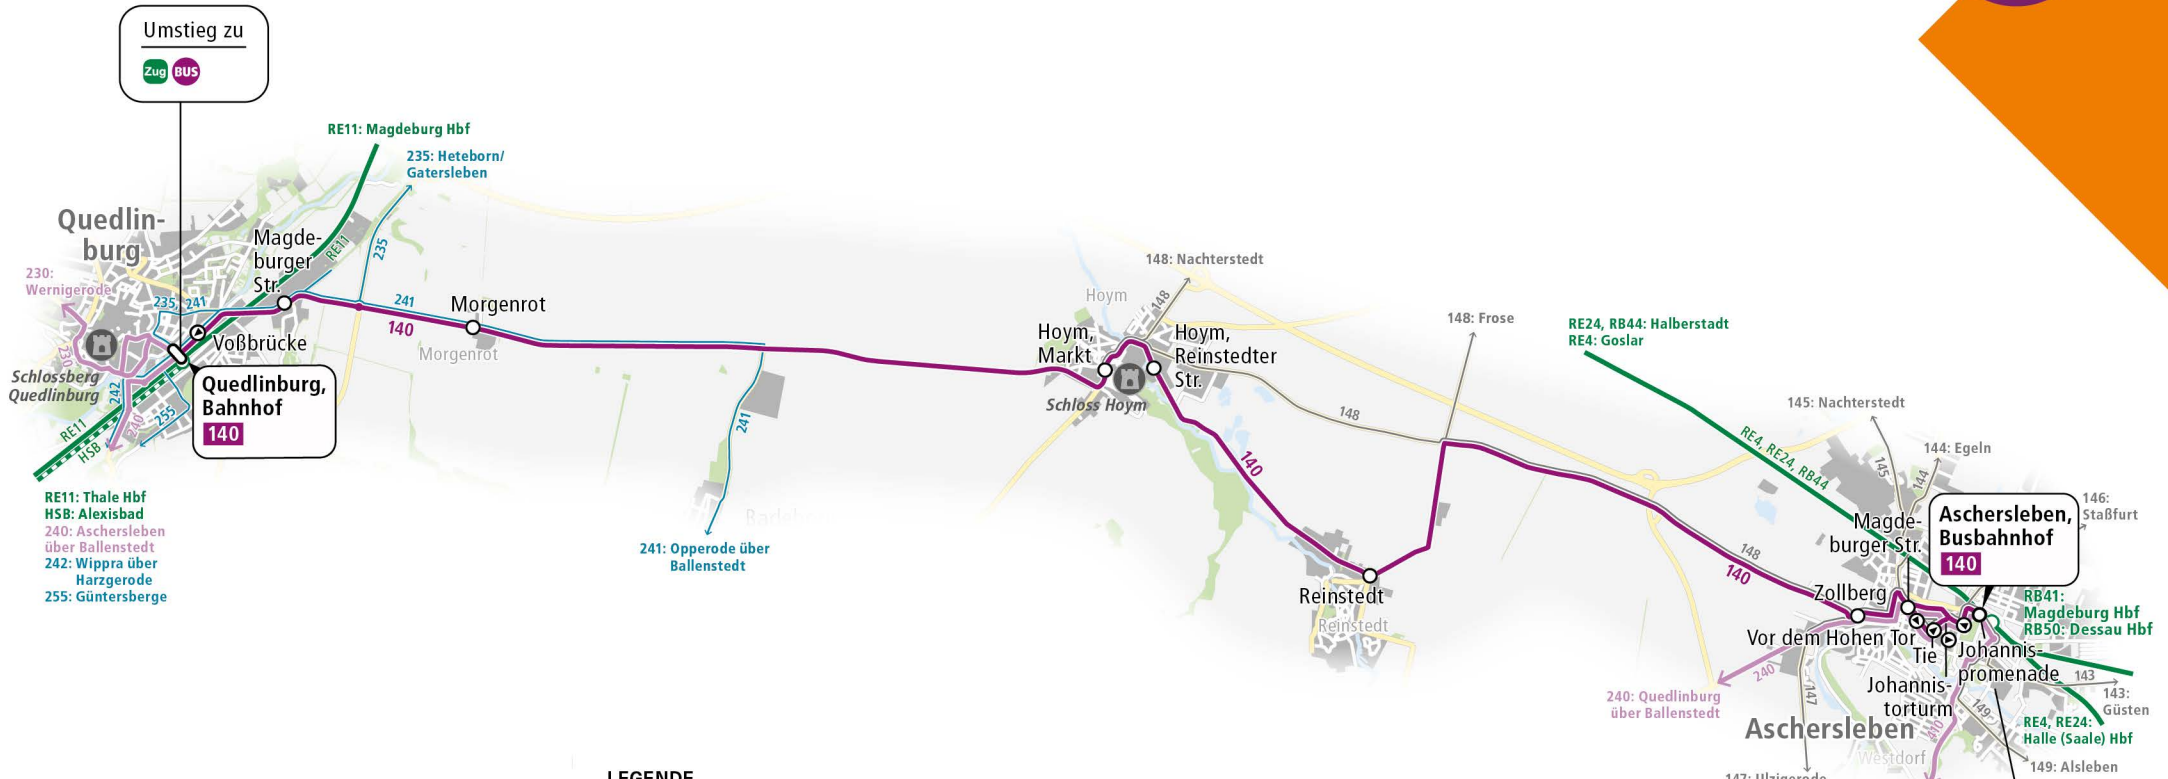 Umstieg zu
Zug BUS
RE11: Magdeburg Hbf
235: Heteborn/
Gatersleben
Quedlin-
burg
Magde-
burger
Str.
RE11
235
230:
Wernigerode
235, 241
241
140
Morgenrot
Morgenrot
Voßbrücke
230
Schlossberg
Quedlinburg
242
240
255
RE11
HSB
Quedlinburg,
Bahnhof
140
RE11: Thale Hbf
HSB: Alexisbad
240: Aschersleben
über Ballenstedt
242: Wippra über
Harzgerode
255: Güntersberge
241
241: Opperode über
Ballenstedt
148: Nachterstedt
Hoym
148
Hoym,
Markt
Hoym,
Reinstedter
Str.
Schloss Hoym
148: Frose
148
140
Reinstedt
Reinstedt
RE24, RB44: Halberstadt
RE4: Goslar
RE4, RE24, RB44
145: Nachterstedt
145
144: Egeln
144
146:
Staßfurt
Magde-
burger Str.
Aschersleben,
Busbahnhof
140
148
140
Zollberg
RB41:
Magdeburg Hbf
RB50: Dessau Hbf
Vor dem Hohen Tor
Tie
Johannis-
promenade
Johannis-
torturm
240
240: Quedlinburg
über Ballenstedt
147
143
143:
Güsten
149
RE4, RE24:
Halle (Saale) Hbf
Aschersleben
Westdorf
149: Alsleben
147: Ulzigerode
LEGENDE